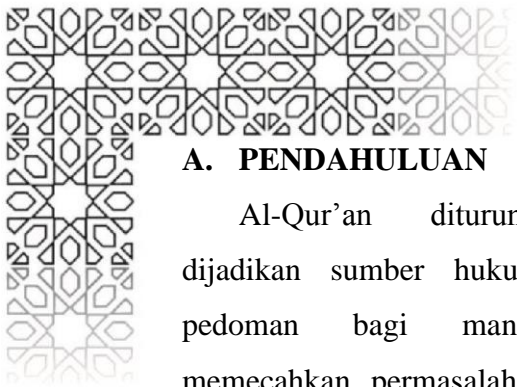 A. PENDAHULUAN
Al-Qur’an diturun
dijadikan sumber huku
pedoman bagi man
memecahkan permasalah